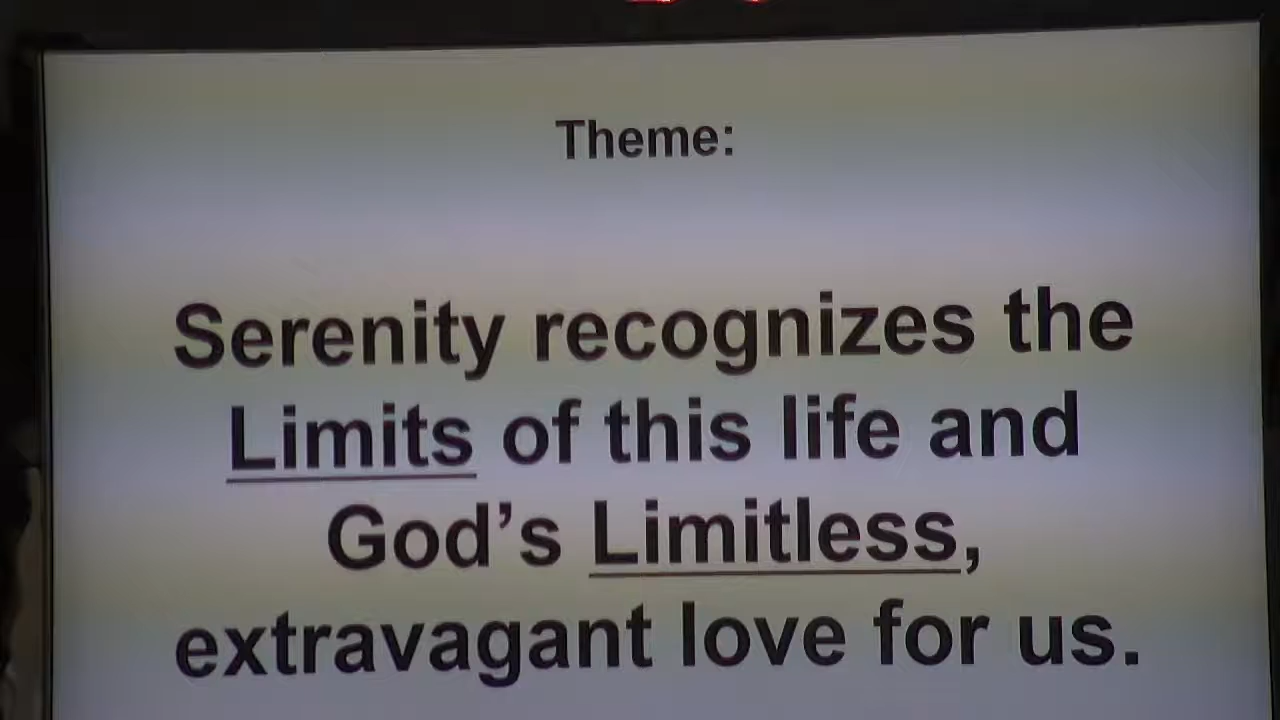 Theme:
Serenity recognizes the
Limits of this life and
God’s Limitless,
extravagant love for us.